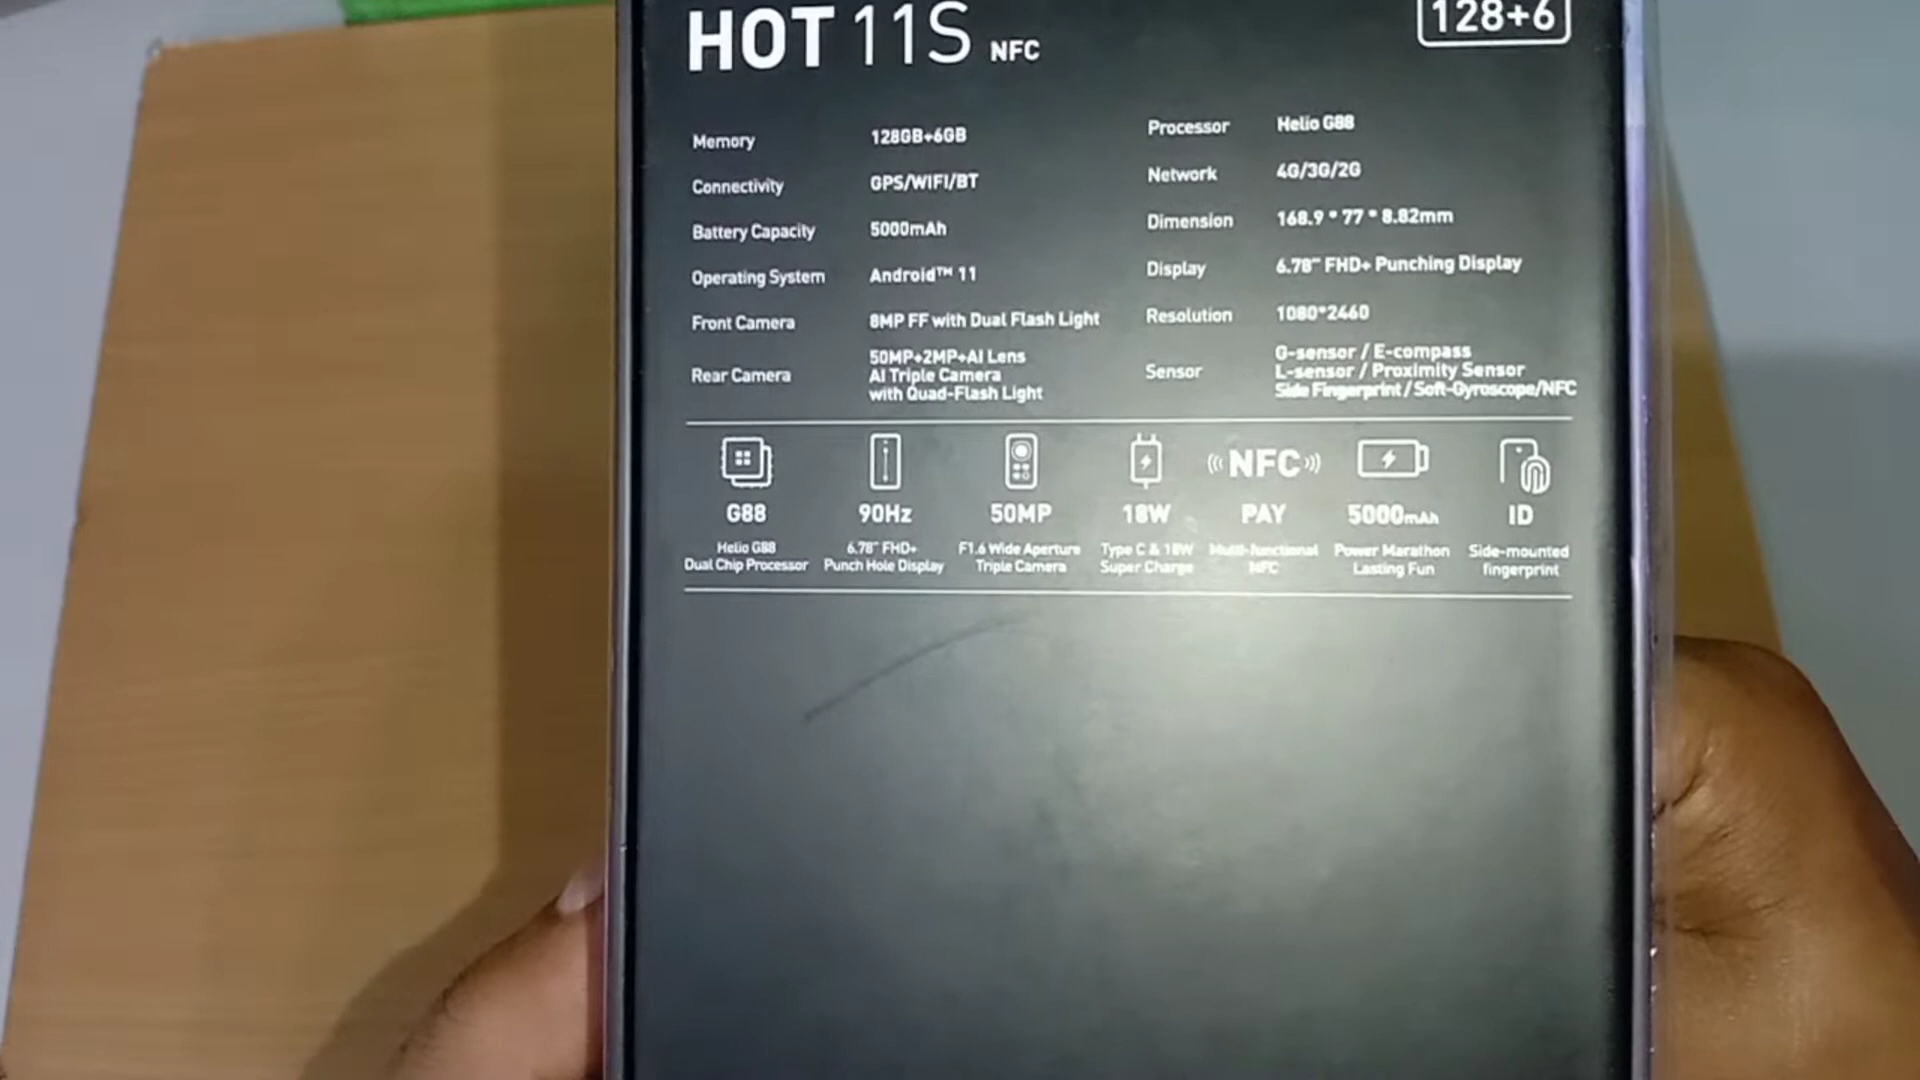 HOT 11S NFC
128+6
Memory 128GB+6GB
Connectivity GPS/WIFI/BT
Battery Capacity 5000mAh
Operating System Android™ 11
Front Camera 8MP FF with Dual Flash Light
Rear Camera 50MP+2MP+AI Lens
AI Triple Camera
with Quad-Flash Light
Processor Helio G88
Network 4G/3G/2G
Dimension 168.9 * 77 * 8.82mm
Display 6.78" FHD+ Punching Display
Resolution 1080*2460
Sensor G-sensor / E-compass
L-sensor / Proximity Sensor
Side Fingerprint / Soft-Gyroscope/NFC
G88
Helio G88
Dual Chip Processor
90Hz
6.78" FHD+
Punch Hole Display
50MP
F1.6 Wide Aperture
Triple Camera
18W
Type C & 18W
Super Charge
NFC
PAY
Multi-functional
NFC
5000mAh
Power Marathon
Lasting Fun
ID
Side-mounted
fingerprint